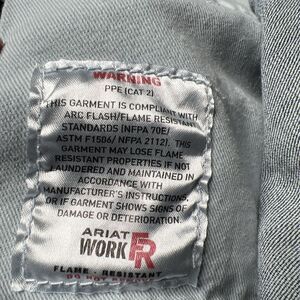 WARNING
PPE (CAT 2)
THIS GARMENT IS COMPLIANT WITH
ARC FLASH/FLAME RESISTANT
STANDARDS (NFPA 70E/
ASTM F1506/ NFPA 2112). THIS
GARMENT MAY LOSE FLAME
RESISTANT PROPERTIES IF NOT
LAUNDERED AND MAINTAINED IN
ACCORDANCE WITH
MANUFACTURER'S INSTRUCTIONS,
OR IF GARMENT SHOWS SIGNS OF
DAMAGE OR DETERIORATION.
ARIAT
WORK FR
FLAME - RESISTANT
DO NOT